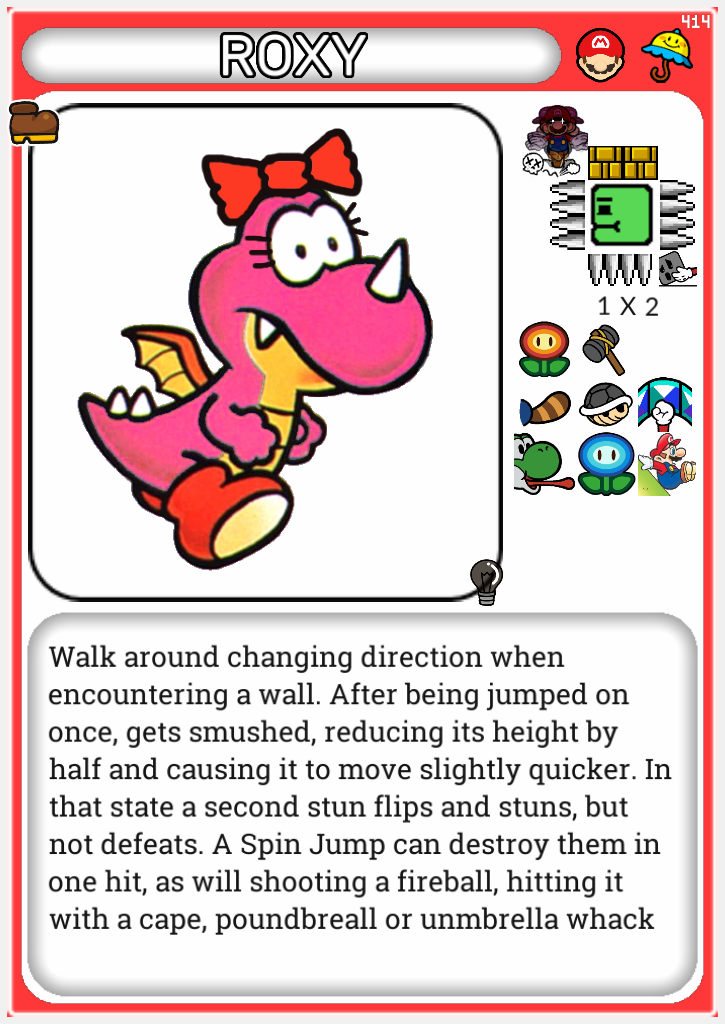 414
ROXY
1 X 2
Walk around changing direction when
encountering a wall. After being jumped on
once, gets smushed, reducing its height by
half and causing it to move slightly quicker. In
that state a second stun flips and stuns, but
not defeats. A Spin Jump can destroy them in
one hit, as will shooting a fireball, hitting it
with a cape, poundbreall or unmbrella whack